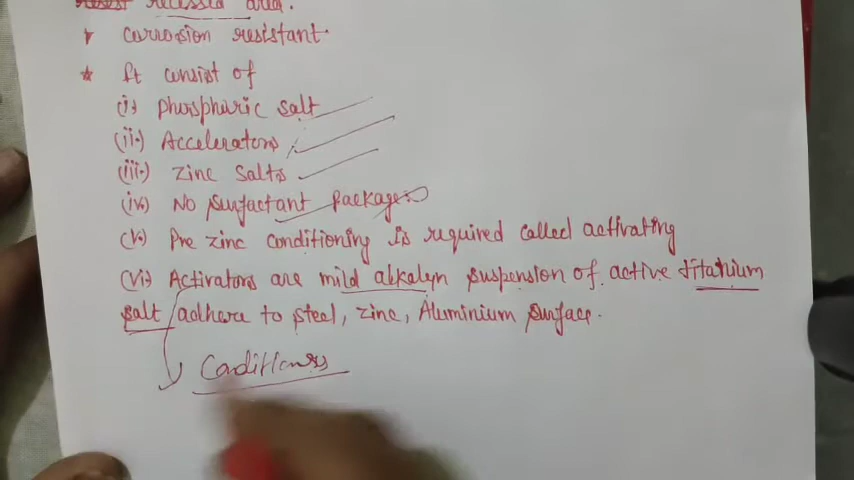 recessed area.
corrosion resistant.
★ It consist of
(i) phosphoric salt
(ii) Accelerators
(iii) Zinc Salts
(iv) No surfactant package
(v) Pre zinc conditioning is required called activating
(vi) Activators are mild alkalyn suspension of active titanium
salt adhere to steel, zinc, Aluminium surface.
Conditioners